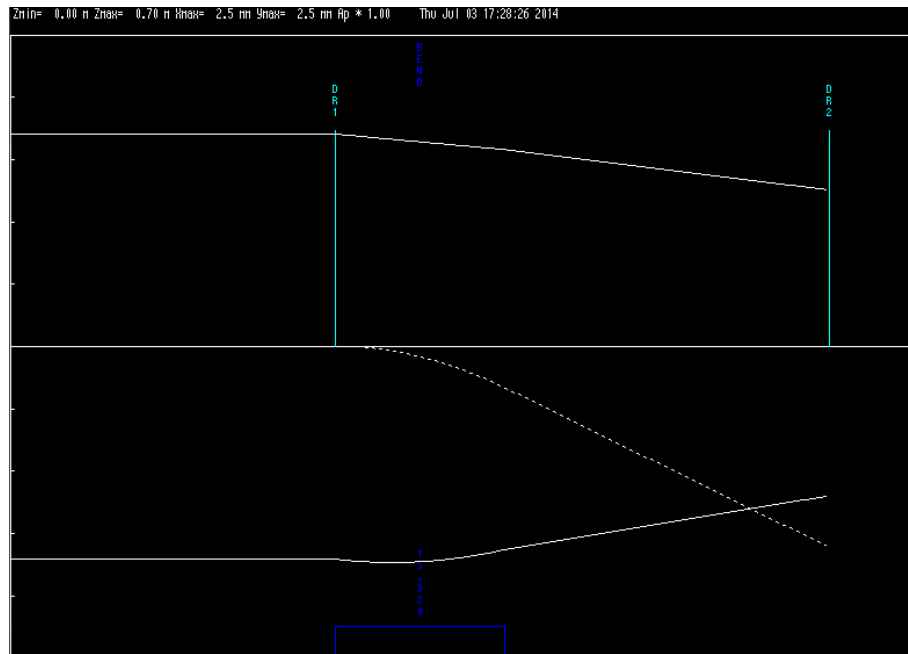 Zmin= 0.00 m Zmax= 0.70 m Xmax= 2.5 mm Ymax= 2.5 mm Ap * 1.00 Thu Jul 03 17:28:26 2014
BEND
DR1
DR2